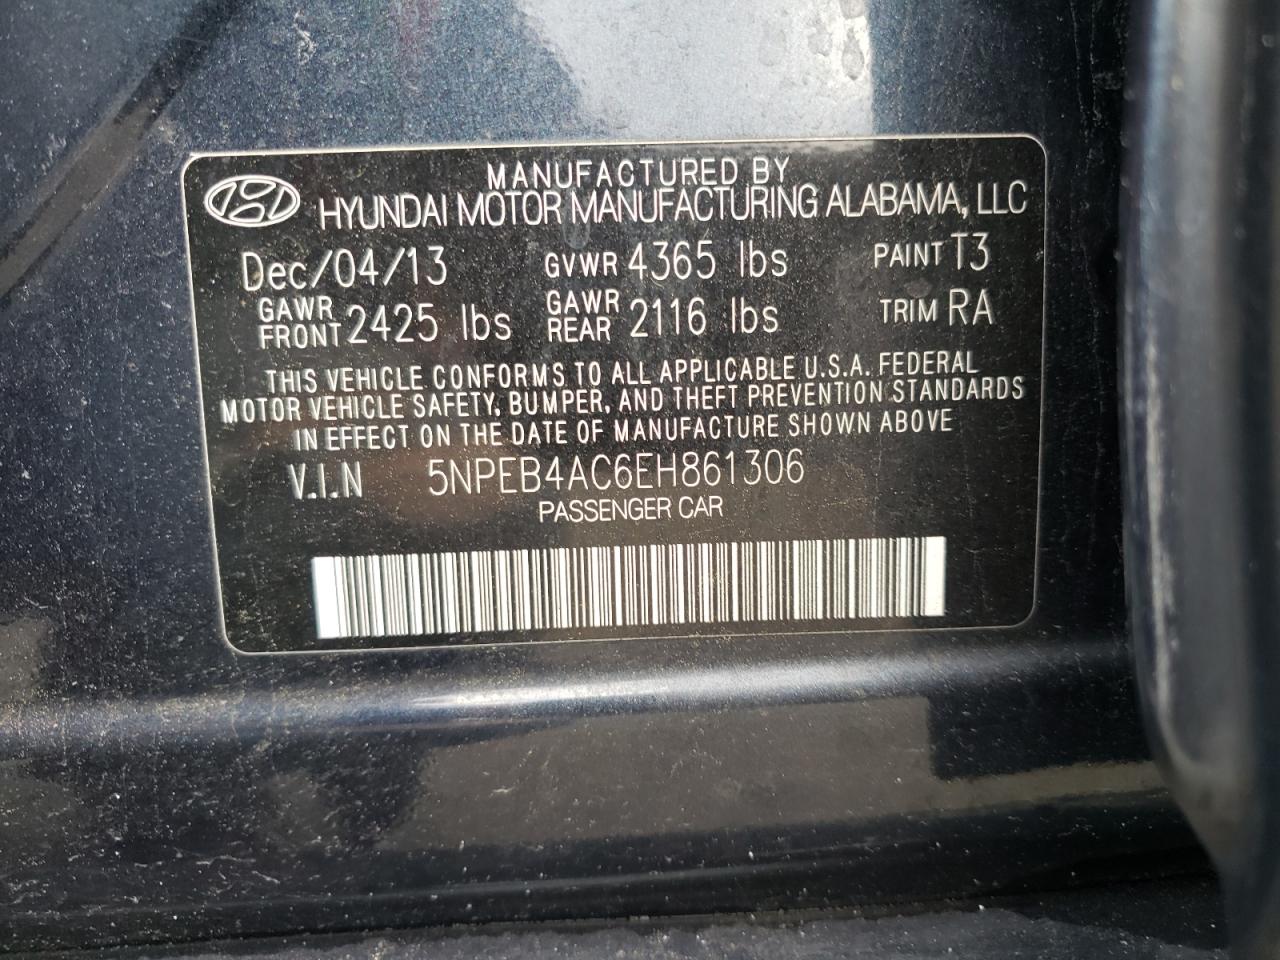 MANUFACTURED BY
HYUNDAI MOTOR MANUFACTURING ALABAMA, LLC
Dec/04/13 GVWR 4365 lbs PAINT T3
GAWR FRONT 2425 lbs GAWR REAR 2116 lbs TRIM RA
THIS VEHICLE CONFORMS TO ALL APPLICABLE U.S.A. FEDERAL
MOTOR VEHICLE SAFETY, BUMPER, AND THEFT PREVENTION STANDARDS
IN EFFECT ON THE DATE OF MANUFACTURE SHOWN ABOVE
V.I.N 5NPEB4AC6EH861306
PASSENGER CAR